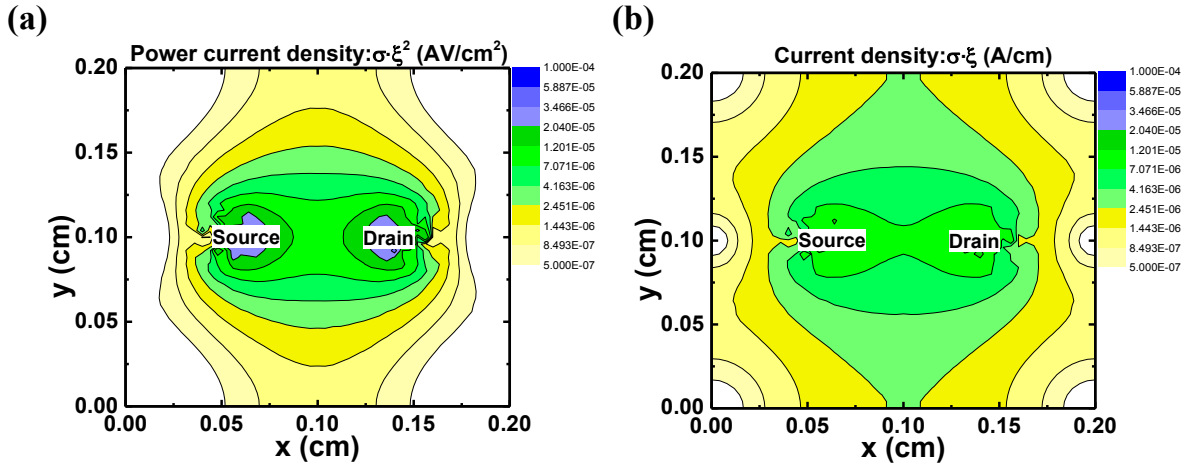 (a)
Power current density:σ·ξ² (AV/cm²)
0.20
0.15
0.10
0.05
0.00
y (cm)
Source
Drain
0.00 0.05 0.10 0.15 0.20
x (cm)
1.000E-04
5.887E-05
3.466E-05
2.040E-05
1.201E-05
7.071E-06
4.163E-06
2.451E-06
1.443E-06
8.493E-07
5.000E-07
(b)
Current density:σ·ξ (A/cm)
0.20
0.15
0.10
0.05
0.00
y (cm)
Source
Drain
0.00 0.05 0.10 0.15 0.20
x (cm)
1.000E-04
5.887E-05
3.466E-05
2.040E-05
1.201E-05
7.071E-06
4.163E-06
2.451E-06
1.443E-06
8.493E-07
5.000E-07